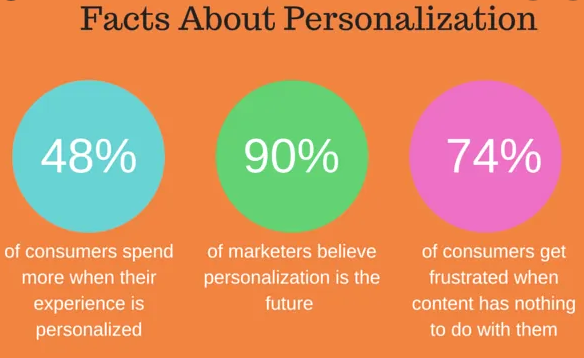 Facts About Personalization
48%
of consumers spend
more when their
experience is
personalized
90%
of marketers believe
personalization is the
future
74%
of consumers get
frustrated when
content has nothing
to do with them